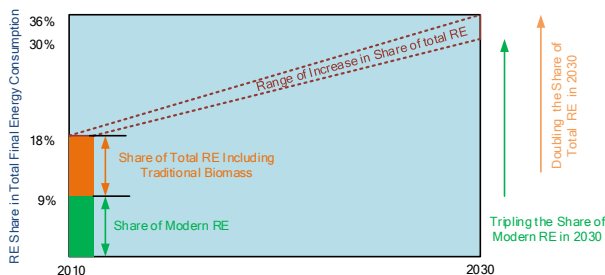 36%
30%
18%
9%
RE Share in Total Final Energy Consumption
Range of Increase in Share of total RE
Share of Total RE Including
Traditional Biomass
Share of Modern RE
2010
2030
Doubling the Share of
Total RE in 2030
Tripling the Share of
Modern RE in 2030